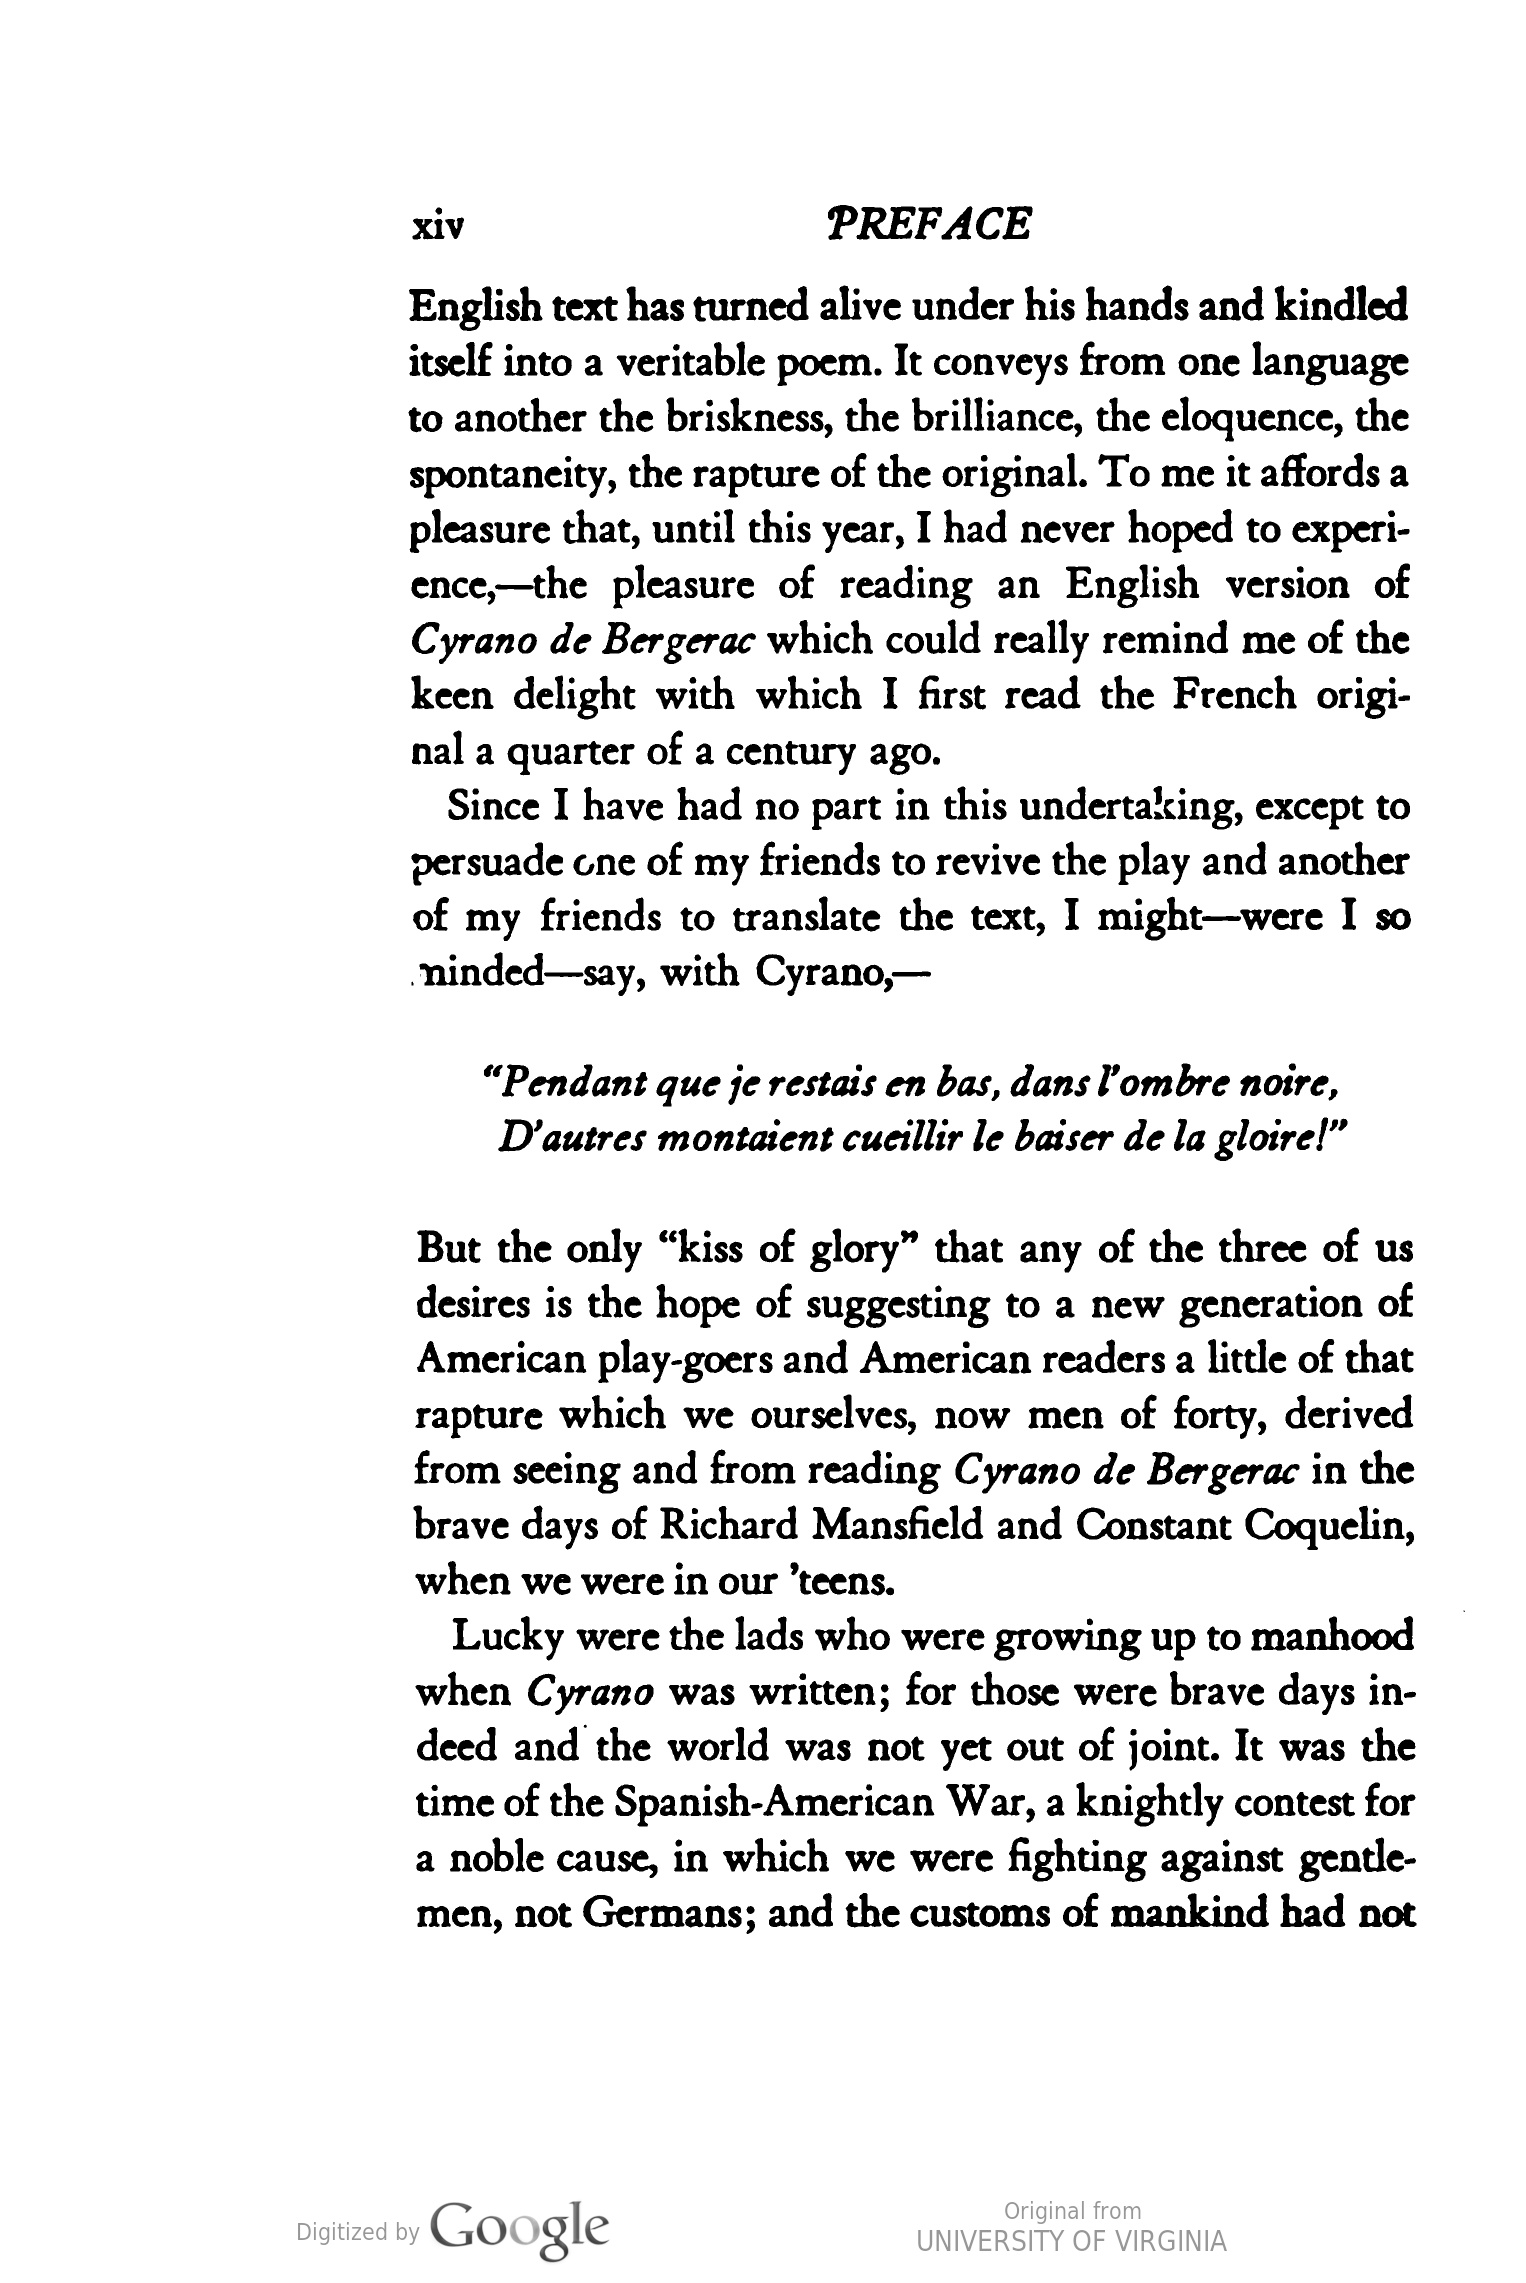 xiv PREFACE
English text has turned alive under his hands and kindled
itself into a veritable poem. It conveys from one language
to another the briskness, the brilliance, the eloquence, the
spontaneity, the rapture of the original. To me it affords a
pleasure that, until this year, I had never hoped to experi-
ence,—the pleasure of reading an English version of
Cyrano de Bergerac which could really remind me of the
keen delight with which I first read the French origi-
nal a quarter of a century ago.
Since I have had no part in this undertaking, except to
persuade one of my friends to revive the play and another
of my friends to translate the text, I might—were I so
minded—say, with Cyrano,—
“Pendant que je restais en bas, dans l’ombre noire,
D’autres montaient cueillir le baiser de la gloire!”
But the only “kiss of glory” that any of the three of us
desires is the hope of suggesting to a new generation of
American play-goers and American readers a little of that
rapture which we ourselves, now men of forty, derived
from seeing and from reading Cyrano de Bergerac in the
brave days of Richard Mansfield and Constant Coquelin,
when we were in our ’teens.
Lucky were the lads who were growing up to manhood
when Cyrano was written; for those were brave days in-
deed and the world was not yet out of joint. It was the
time of the Spanish-American War, a knightly contest for
a noble cause, in which we were fighting against gentle-
men, not Germans; and the customs of mankind had not
Digitized by Google
Original from
UNIVERSITY OF VIRGINIA